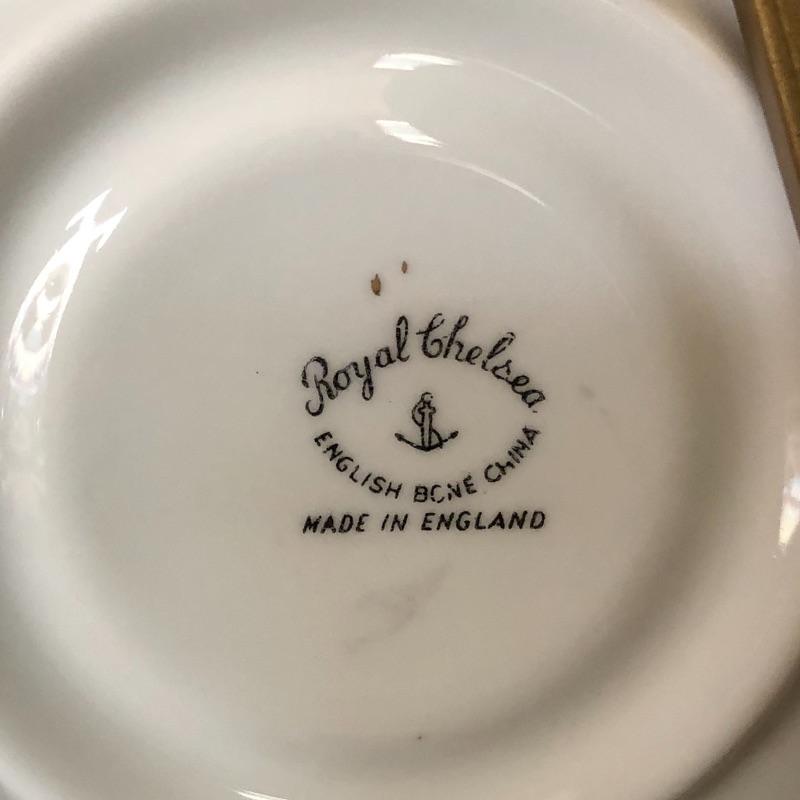 Royal Chelsea
ENGLISH BONE CHINA
MADE IN ENGLAND